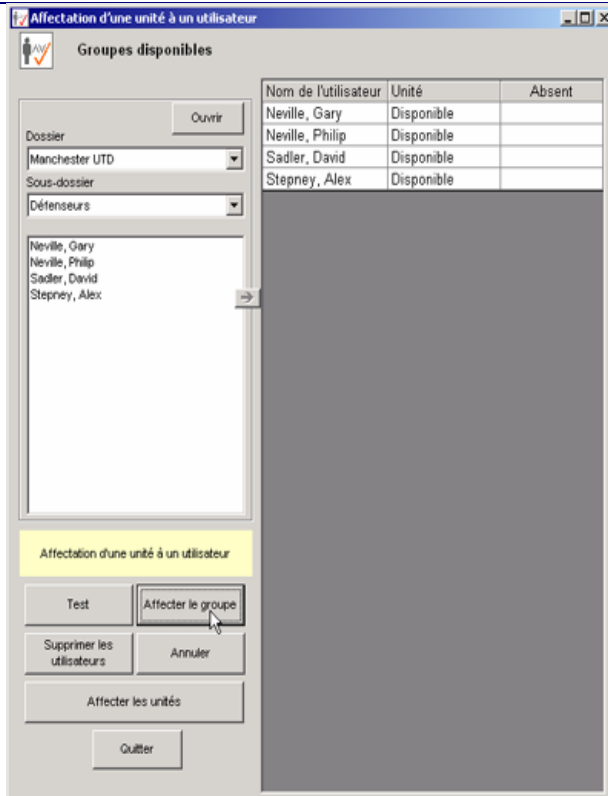 Affectation d'une unité à un utilisateur
Groupes disponibles
Ouvrir
Dossier
Manchester UTD
Sous-dossier
Défenseurs
Neville, Gary
Neville, Philip
Sadler, David
Stepney, Alex
Nom de l'utilisateur Unité Absent
Neville, Gary Disponible
Neville, Philip Disponible
Sadler, David Disponible
Stepney, Alex Disponible
Affectation d'une unité à un utilisateur
Test Affecter le groupe
Supprimer les
utilisateurs
Annuler
Affecter les unités
Quitter